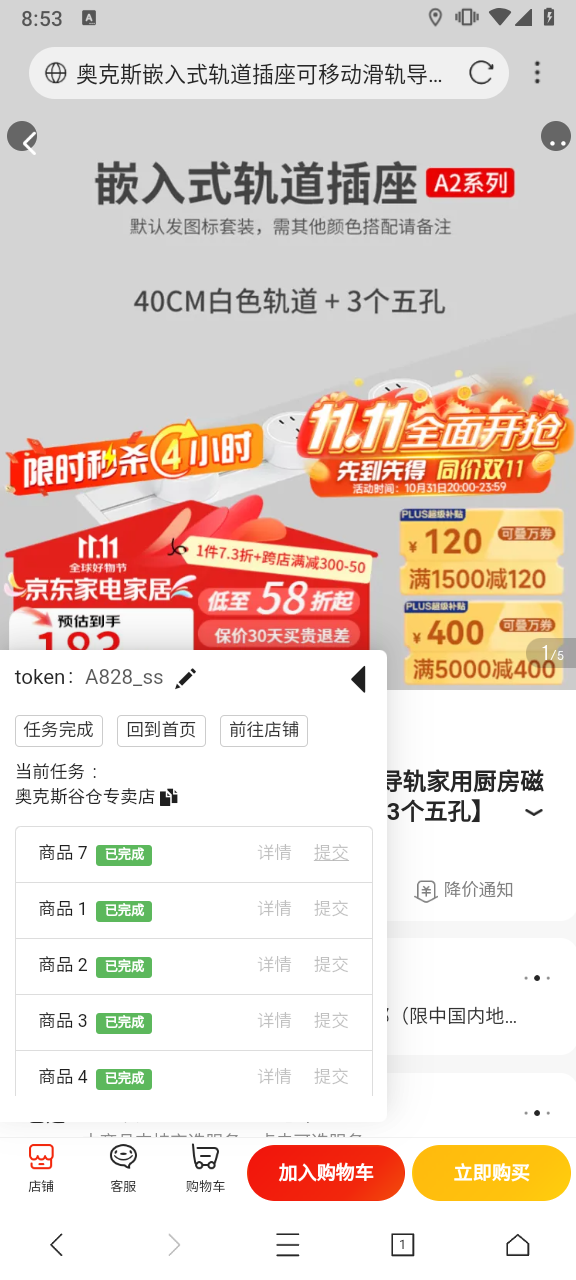 8:53
奥克斯嵌入式轨道插座可移动滑轨导...
嵌入式轨道插座 A2系列
默认发图标套装，需其他颜色搭配请备注
40CM白色轨道 + 3个五孔
限时秒杀4小时
11.11全面开抢
先到先得 同价双11
活动时间：10月31日20:00-23:59
11.11
全球好物节
京东家电家居
1件7.3折+跨店满减300-50
低至 58折起
保价30天买贵退差
预估到手
PLUS超级补贴
¥ 120 可叠万券
满1500减120
PLUS超级补贴
¥ 400 可叠万券
满5000减400
1/5
token： A828_ss
任务完成 回到首页 前往店铺
当前任务 :
奥克斯谷仓专卖店
商品 7 已完成 详情 提交
商品 1 已完成 详情 提交
商品 2 已完成 详情 提交
商品 3 已完成 详情 提交
商品 4 已完成 详情 提交
导轨家用厨房磁
3个五孔】
降价通知
（限中国内地...
店铺
客服
购物车
加入购物车
立即购买
1